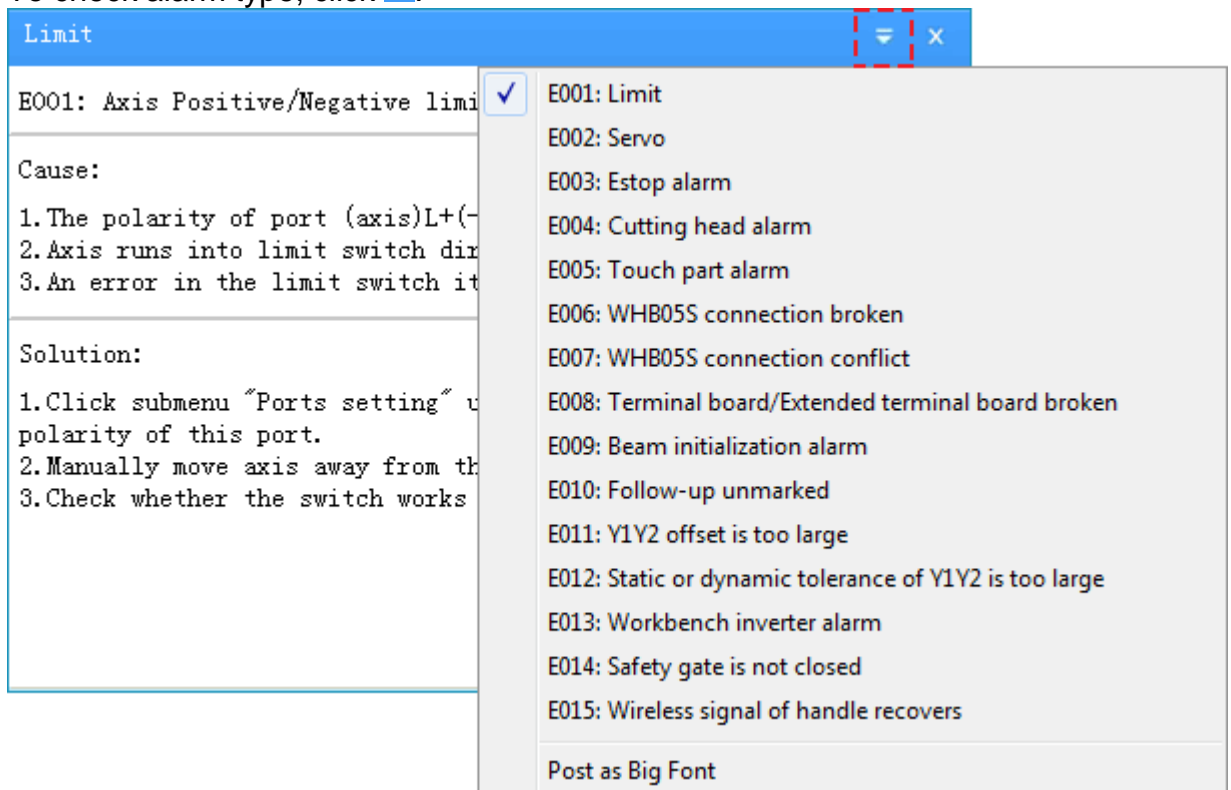 To check alarm type, click
Limit
E001: Axis Positive/Negative limi
Cause:
1.The polarity of port (axis)L+(-
2.Axis runs into limit switch dir
3.An error in the limit switch it
Solution:
1.Click submenu "Ports setting" u
polarity of this port.
2.Manually move axis away from th
3.Check whether the switch works
E001: Limit
E002: Servo
E003: Estop alarm
E004: Cutting head alarm
E005: Touch part alarm
E006: WHB05S connection broken
E007: WHB05S connection conflict
E008: Terminal board/Extended terminal board broken
E009: Beam initialization alarm
E010: Follow-up unmarked
E011: Y1Y2 offset is too large
E012: Static or dynamic tolerance of Y1Y2 is too large
E013: Workbench inverter alarm
E014: Safety gate is not closed
E015: Wireless signal of handle recovers
Post as Big Font